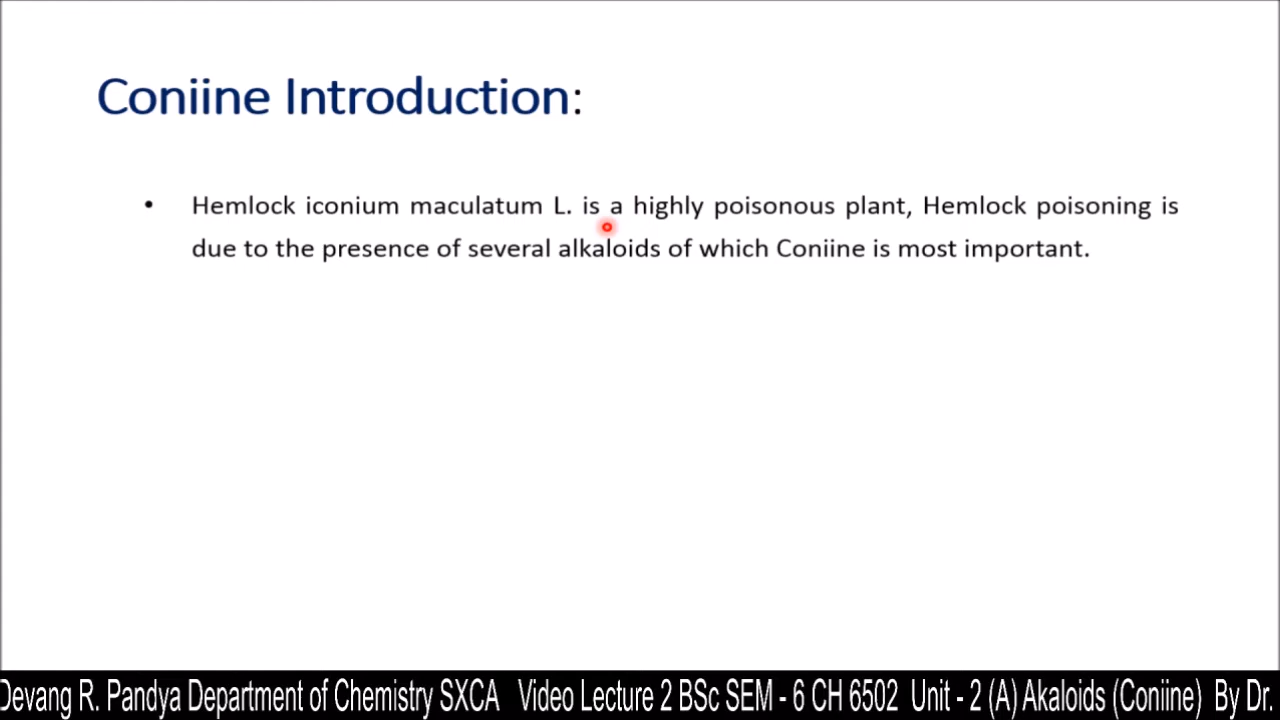 Coniine Introduction:
• Hemlock iconium maculatum L. is a highly poisonous plant, Hemlock poisoning is
due to the presence of several alkaloids of which Coniine is most important.
Devang R. Pandya Department of Chemistry SXCA Video Lecture 2 BSc SEM - 6 CH 6502 Unit - 2 (A) Akaloids (Coniine) By Dr.